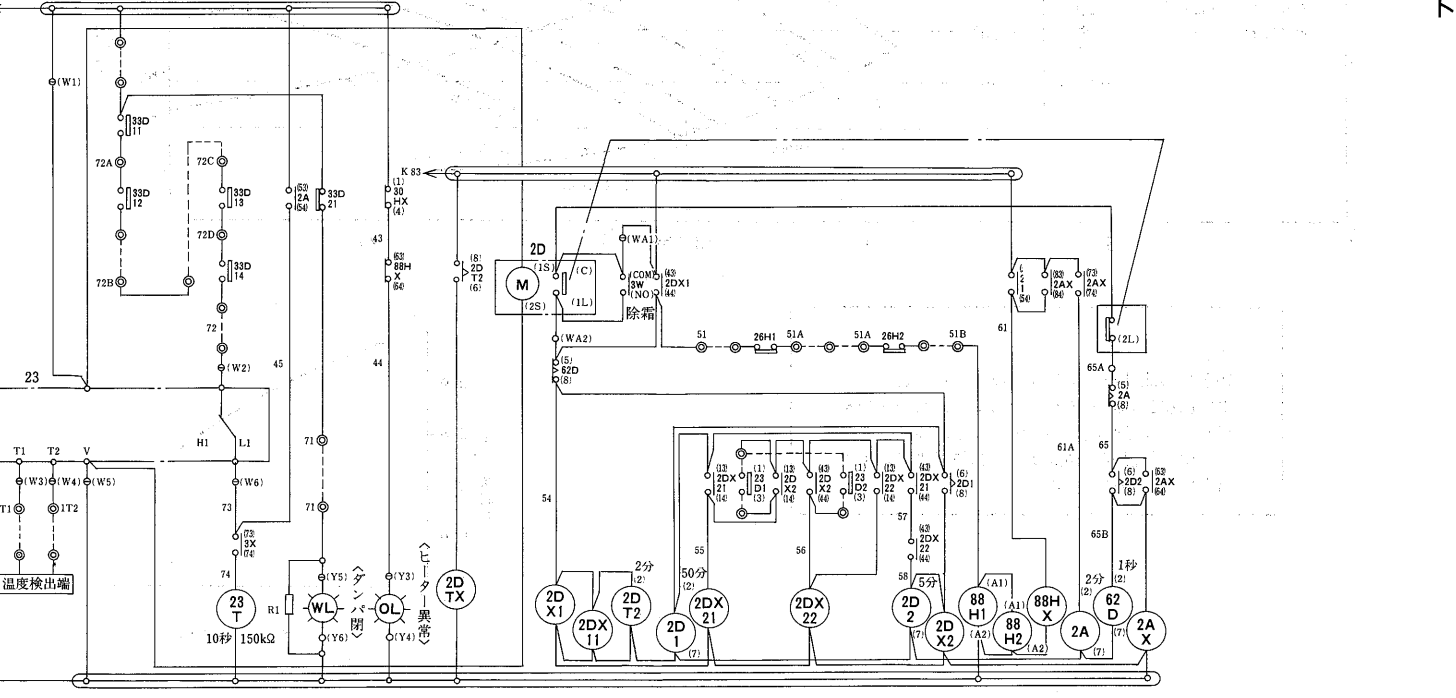 ト
(W1)
33D
11
72A
33D
12
72B
72C
33D
13
72D
33D
14
72
(W2)
(53)
2A
(54)
33D
21
(1)
30
HX
(4)
43
(63)
88H
X
(64)
44
45
K 83
(8)
2D
T2
(6)
2D
(1S)
(C)
M
(2S)
(1L)
(WA1)
(COM)
3W
(NO)
除霜
(43)
2DX1
(44)
(WA2)
(5)
62D
(8)
51
26H1
51A
51A
26H2
51B
(54)
61
(83)
2AX
(84)
(73)
2AX
(74)
(2L)
65A
(5)
2A
(8)
65
61A
(6)
2D2
(8)
(63)
2AX
(64)
65B
23
H1
L1
T1
T2
V
(W3)
(W4)
(W5)
(W6)
T1
1T2
温度検出端
73
(73)
3X
(74)
74
23
T
10秒
150kΩ
71
71
R1
(Y5)
WL
(Y6)
〈ダンパ閉〉
(Y3)
OL
(Y4)
〈ヒーター異常〉
2D
TX
54
(13)
2DX
21
(14)
(1)
23
D1
(3)
(13)
2D
X2
(14)
(43)
2D
X2
(44)
(1)
23
D2
(3)
(13)
2DX
22
(14)
(43)
2DX
21
(44)
(6)
2D1
(8)
57
(43)
2DX
22
(44)
55
56
58
2D
X1
2DX
11
2分
(2)
2D
T2
2D
1
(7)
50分
(2)
2DX
21
2DX
22
5分
2D
2
(7)
2D
X2
88
H1
(A1)
(A2)
(A1)
88
H2
(A2)
88H
X
2分
(2)
2A
(7)
1秒
(2)
62
D
(7)
2A
X